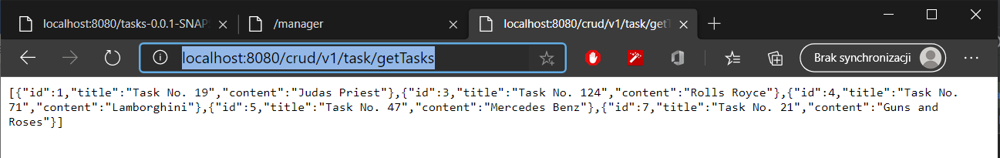 localhost:8080/tasks-0.0.1-SNAP
/manager
localhost:8080/crud/v1/task/getT
localhost:8080/crud/v1/task/getTasks
Brak synchronizacji
[{"id":1,"title":"Task No. 19","content":"Judas Priest"},{"id":3,"title":"Task No. 124","content":"Rolls Royce"},{"id":4,"title":"Task No.
71","content":"Lamborghini"},{"id":5,"title":"Task No. 47","content":"Mercedes Benz"},{"id":7,"title":"Task No. 21","content":"Guns and
Roses"}]